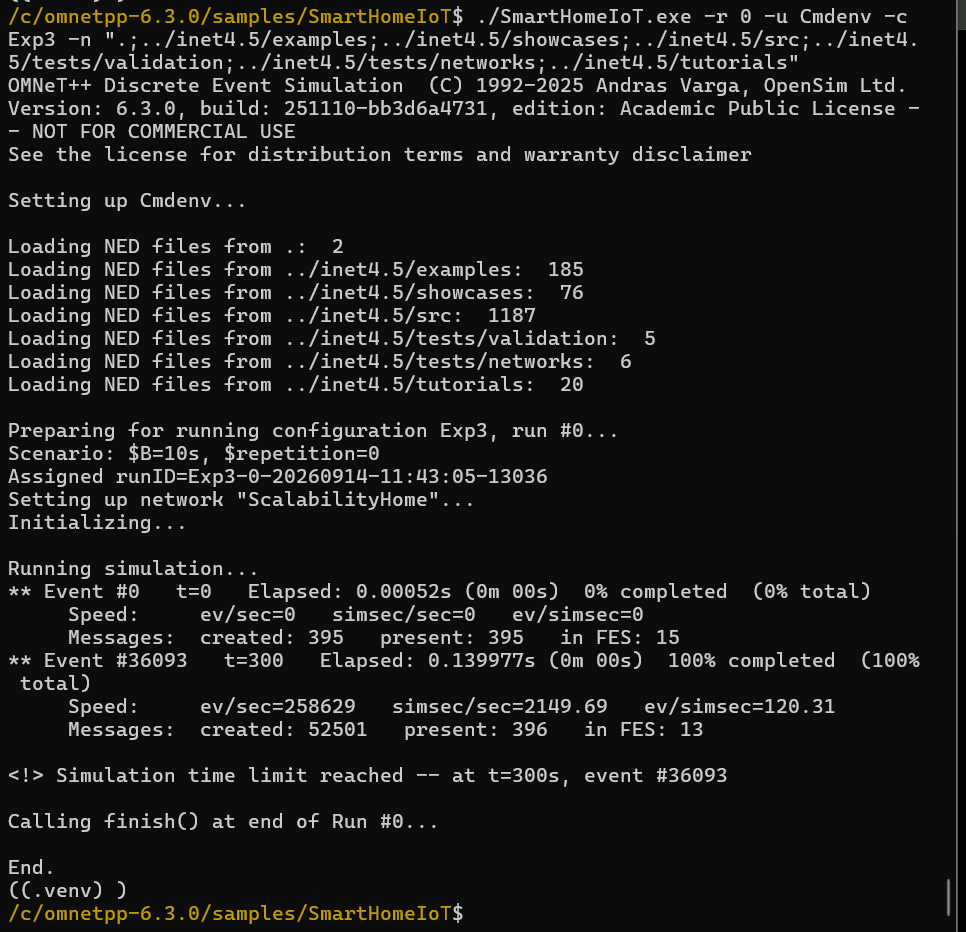 /c/omnetpp-6.3.0/samples/SmartHomeIoT$ ./SmartHomeIoT.exe -r 0 -u Cmdenv -c
Exp3 -n ".;../inet4.5/examples;../inet4.5/showcases;../inet4.5/src;../inet4.
5/tests/validation;../inet4.5/tests/networks;../inet4.5/tutorials"
OMNeT++ Discrete Event Simulation  (C) 1992-2025 Andras Varga, OpenSim Ltd.
Version: 6.3.0, build: 251110-bb3d6a4731, edition: Academic Public License -
- NOT FOR COMMERCIAL USE
See the license for distribution terms and warranty disclaimer
Setting up Cmdenv...
Loading NED files from .:  2
Loading NED files from ../inet4.5/examples:  185
Loading NED files from ../inet4.5/showcases:  76
Loading NED files from ../inet4.5/src:  1187
Loading NED files from ../inet4.5/tests/validation:  5
Loading NED files from ../inet4.5/tests/networks:  6
Loading NED files from ../inet4.5/tutorials:  20
Preparing for running configuration Exp3, run #0...
Scenario: $B=10s, $repetition=0
Assigned runID=Exp3-0-20260914-11:43:05-13036
Setting up network "ScalabilityHome"...
Initializing...
Running simulation...
** Event #0   t=0   Elapsed: 0.00052s (0m 00s)  0% completed  (0% total)
     Speed:     ev/sec=0   simsec/sec=0   ev/simsec=0
     Messages:  created: 395   present: 395   in FES: 15
** Event #36093   t=300   Elapsed: 0.139977s (0m 00s)  100% completed  (100%
 total)
     Speed:     ev/sec=258629   simsec/sec=2149.69   ev/simsec=120.31
     Messages:  created: 52501   present: 396   in FES: 13
<!> Simulation time limit reached -- at t=300s, event #36093
Calling finish() at end of Run #0...
End.
((.venv) )
/c/omnetpp-6.3.0/samples/SmartHomeIoT$